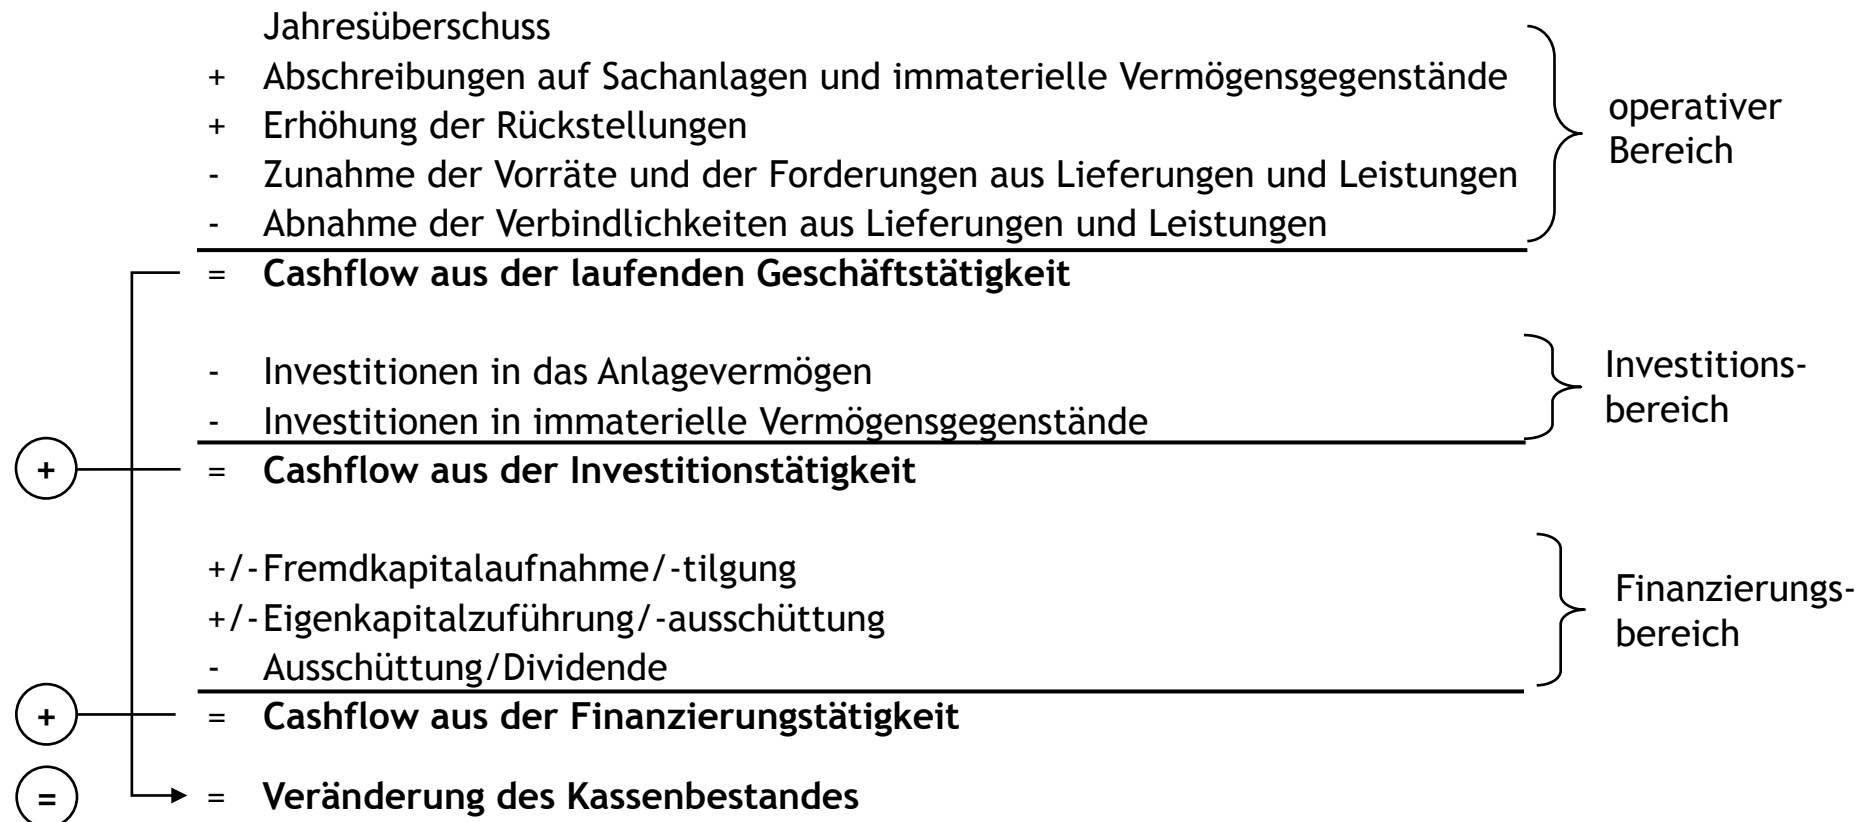 Jahresüberschuss
+ Abschreibungen auf Sachanlagen und immaterielle Vermögensgegenstände
+ Erhöhung der Rückstellungen
- Zunahme der Vorräte und der Forderungen aus Lieferungen und Leistungen
- Abnahme der Verbindlichkeiten aus Lieferungen und Leistungen
operativer
Bereich
= Cashflow aus der laufenden Geschäftstätigkeit
- Investitionen in das Anlagevermögen
- Investitionen in immaterielle Vermögensgegenstände
Investitions-
bereich
+ = Cashflow aus der Investitionstätigkeit
+/-Fremdkapitalaufnahme/-tilgung
+/-Eigenkapitalzuführung/-ausschüttung
- Ausschüttung/Dividende
Finanzierungs-
bereich
+ = Cashflow aus der Finanzierungstätigkeit
= = Veränderung des Kassenbestandes